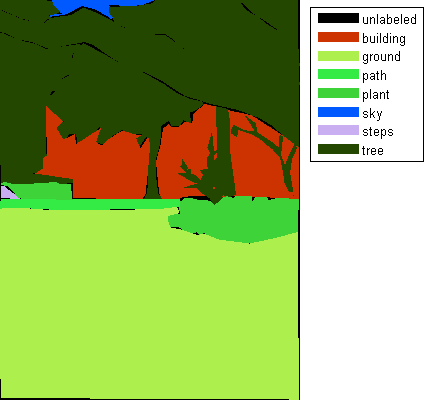 unlabeled
building
ground
path
plant
sky
steps
tree